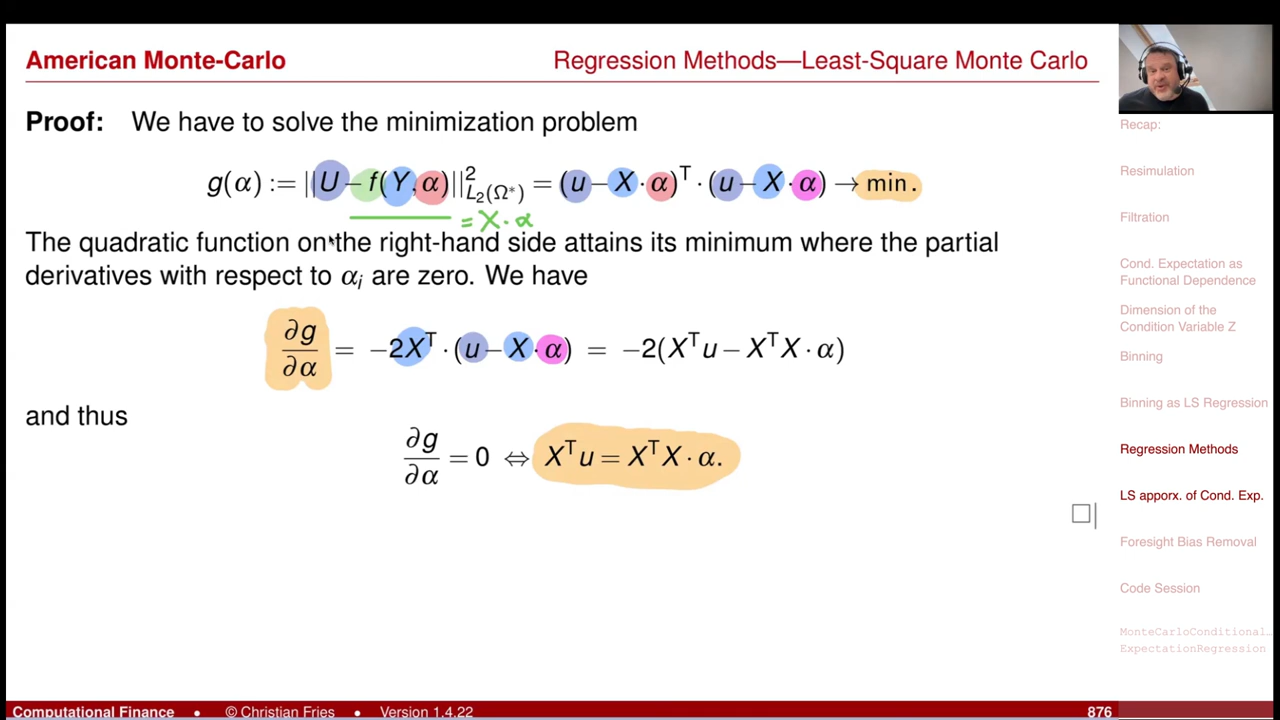 American Monte-Carlo
Regression Methods—Least-Square Monte Carlo
Proof: We have to solve the minimization problem
g(α) := ||U − f(Y, α)||²_{L₂(Ω*)} = (u − X · α)ᵀ · (u − X · α) → min.
= X · α
The quadratic function on the right-hand side attains its minimum where the partial
derivatives with respect to αᵢ are zero. We have
∂g/∂α = −2Xᵀ · (u − X · α) = −2(Xᵀu − XᵀX · α)
and thus
∂g/∂α = 0 ⇔ Xᵀu = XᵀX · α.
□|
Recap:
Resimulation
Filtration
Cond. Expectation as
Functional Dependence
Dimension of the
Condition Variable Z
Binning
Binning as LS Regression
Regression Methods
LS apporx. of Cond. Exp.
Foresight Bias Removal
Code Session
MonteCarloConditional…
ExpectationRegression
Computational Finance • © Christian Fries • Version 1.4.22
876